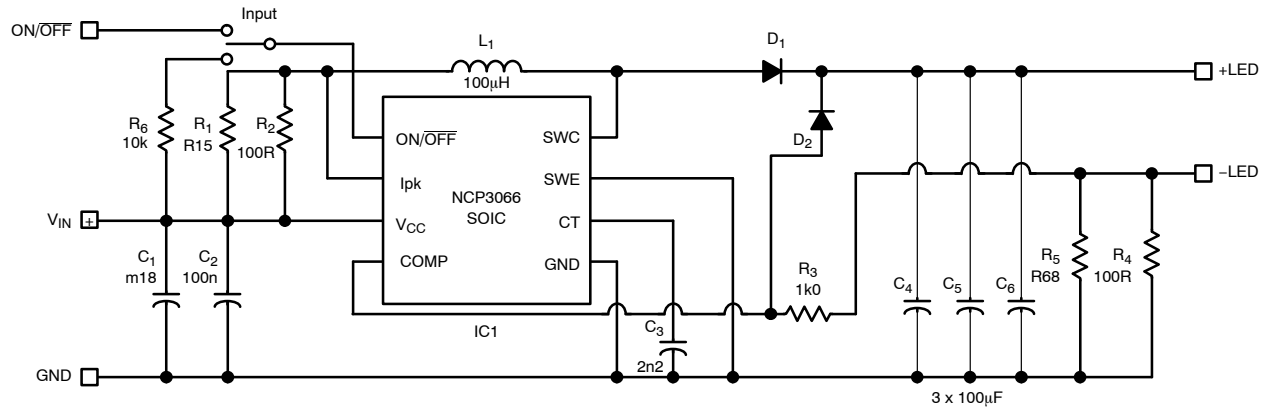 Input
ON/OFF
L1
100μH
D1
+LED
R6
10k
R1
R15
R2
100R
ON/OFF
Ipk
VCC
COMP
NCP3066
SOIC
SWC
SWE
CT
GND
D2
−LED
VIN
+
C1
m18
C2
100n
R3
1k0
C4
C5
C6
R5
R68
R4
100R
IC1
C3
2n2
GND
3 x 100μF